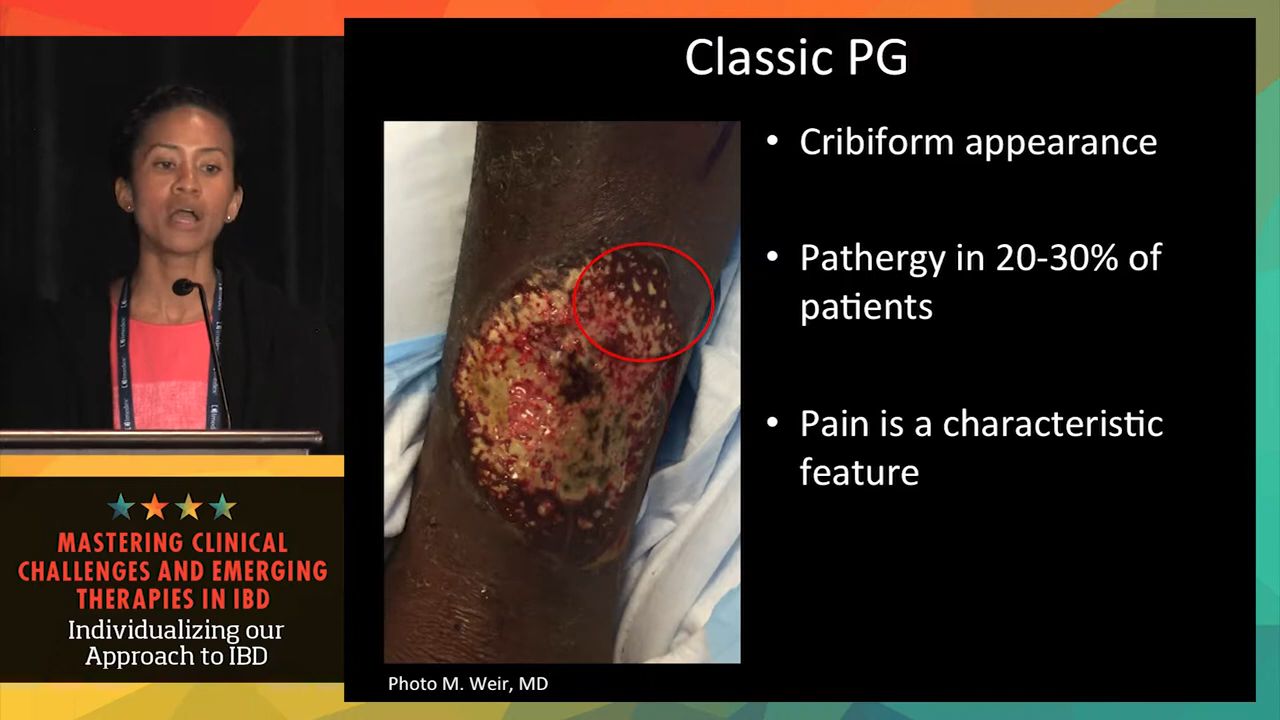 Classic PG
• Cribiform appearance
• Pathergy in 20-30% of
patients
• Pain is a characteristic
feature
Photo M. Weir, MD
MASTERING CLINICAL
CHALLENGES AND EMERGING
THERAPIES IN IBD
Individualizing our
Approach to IBD